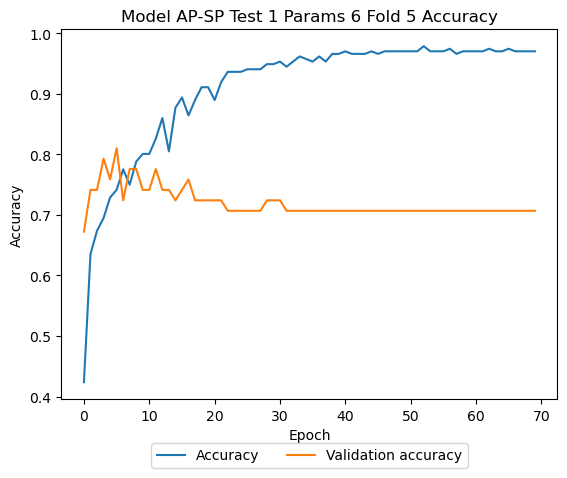 Model AP-SP Test 1 Params 6 Fold 5 Accuracy
1.0
0.9
0.8
0.7
0.6
0.5
0.4
Accuracy
0 10 20 30 40 50 60 70
Epoch
Accuracy Validation accuracy